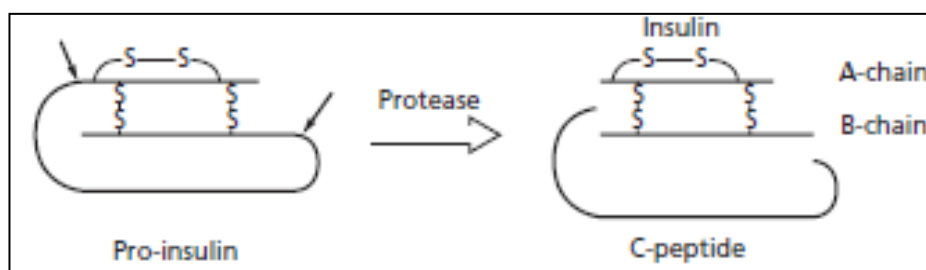 Insulin
S S
S S
A-chain
S S
S S
Protease
S S
S S
B-chain
Pro-insulin
C-peptide